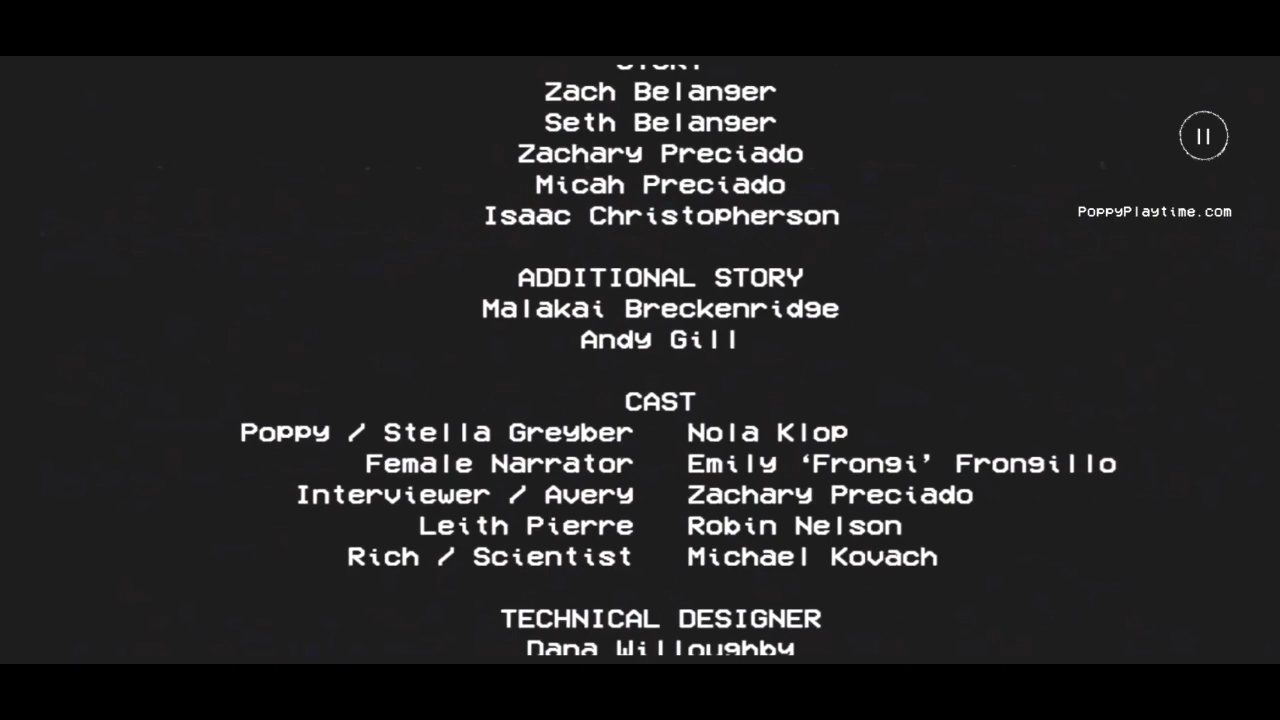 STORY
Zach Belanger
Seth Belanger
Zachary Preciado
Micah Preciado
Isaac Christopherson
PoppyPlaytime.com
ADDITIONAL STORY
Malakai Breckenridge
Andy Gill
CAST
Poppy / Stella Greyber Nola Klop
Female Narrator Emily ‘Frongi’ Frongillo
Interviewer / Avery Zachary Preciado
Leith Pierre Robin Nelson
Rich / Scientist Michael Kovach
TECHNICAL DESIGNER
Dana Willoughby